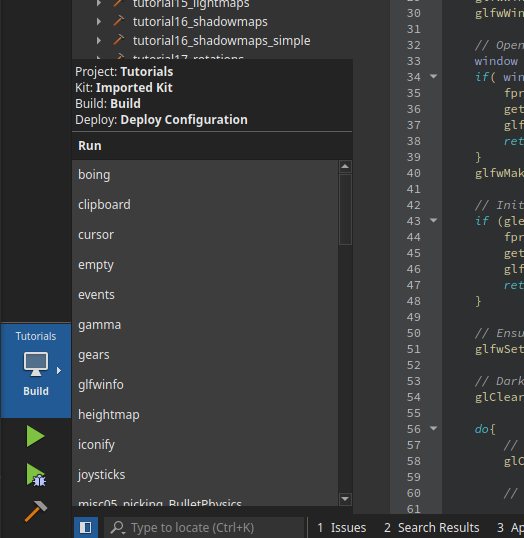 tutorial15_lightmaps
tutorial16_shadowmaps
tutorial16_shadowmaps_simple
tutorial17_rotations
Project: Tutorials
Kit: Imported Kit
Build: Build
Deploy: Deploy Configuration
Run
boing
clipboard
cursor
empty
events
gamma
gears
glfwinfo
heightmap
iconify
joysticks
misc05_picking_BulletPhysics
Tutorials
Build
Type to locate (Ctrl+K)
1 Issues
2 Search Results
3 Ap
30 glfwWin
31
32 // Open
33 window
34 if( win
35 fpr
36 get
37 glf
38 ret
39 }
40 glfwMak
41
42 // Init
43 if (gle
44 fpr
45 get
46 glf
47 ret
48 }
49
50 // Ensu
51 glfwSet
52
53 // Dark
54 glClear
55
56 do{
57 //
58 glC
59
60 //
61